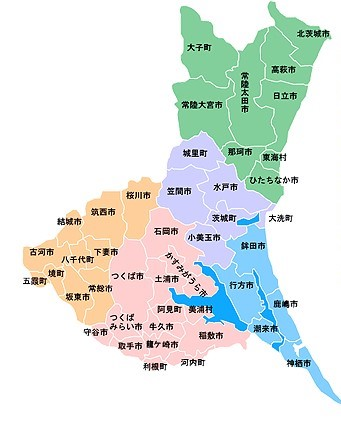 北茨城市
大子町
高萩市
常陸太田市
日立市
常陸大宮市
那珂市
城里町
東海村
ひたちなか市
笠間市
水戸市
桜川市
茨城町
大洗町
筑西市
結城市
石岡市
小美玉市
鉾田市
古河市
下妻市
八千代町
かすみがうら市
境町
つくば市
土浦市
五霞町
行方市
常総市
坂東市
鹿嶋市
阿見町
美浦村
つくば
みらい市
牛久市
潮来市
守谷市
稲敷市
取手市
龍ケ崎市
河内町
利根町
神栖市